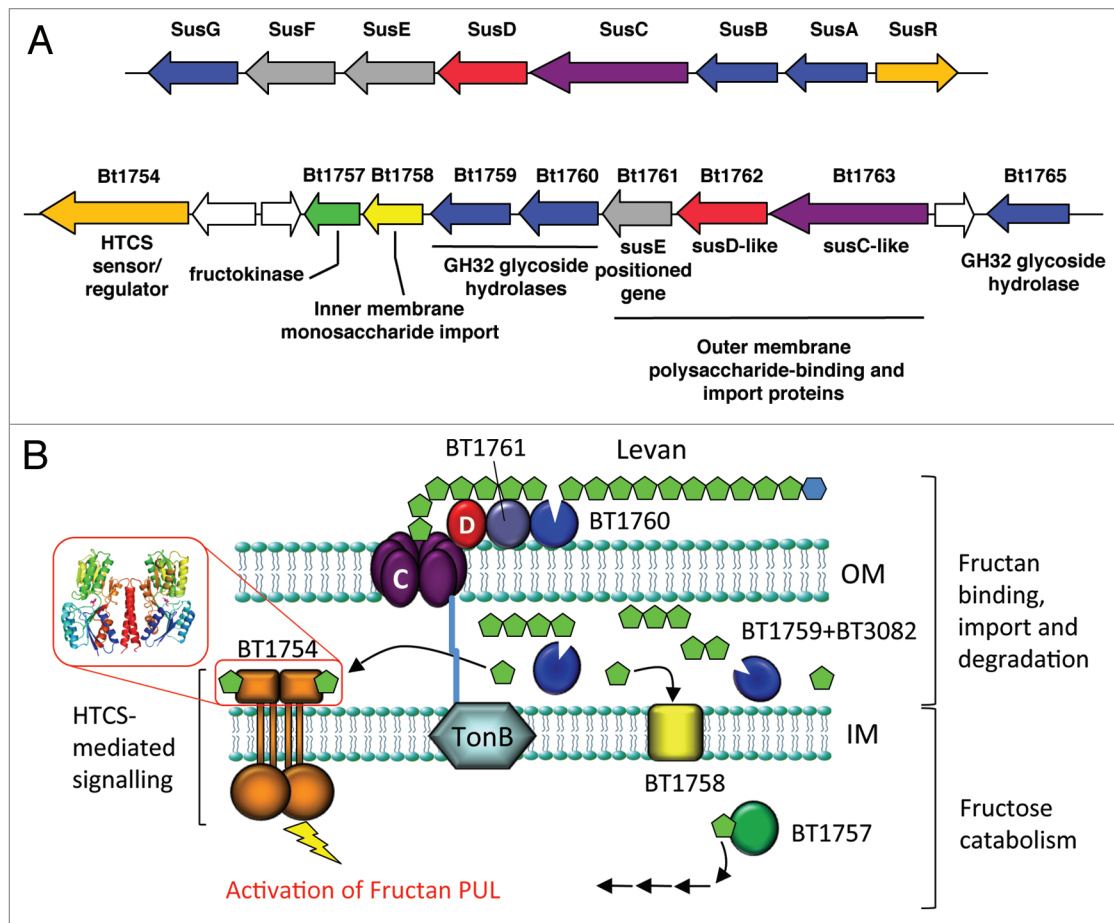 A
SusG SusF SusE SusD SusC SusB SusA SusR
Bt1754 Bt1757 Bt1758 Bt1759 Bt1760 Bt1761 Bt1762 Bt1763 Bt1765
HTCS
sensor/
regulator
fructokinase
Inner membrane
monosaccharide import
GH32 glycoside
hydrolases
susE
positioned
gene
susD-like
susC-like
GH32 glycoside
hydrolase
Outer membrane
polysaccharide-binding and
import proteins
B
BT1761
Levan
D
BT1760
C
OM
Fructan
binding,
import and
degradation
BT1759+BT3082
BT1754
HTCS-
mediated
signalling
TonB
IM
BT1758
BT1757
Fructose
catabolism
Activation of Fructan PUL